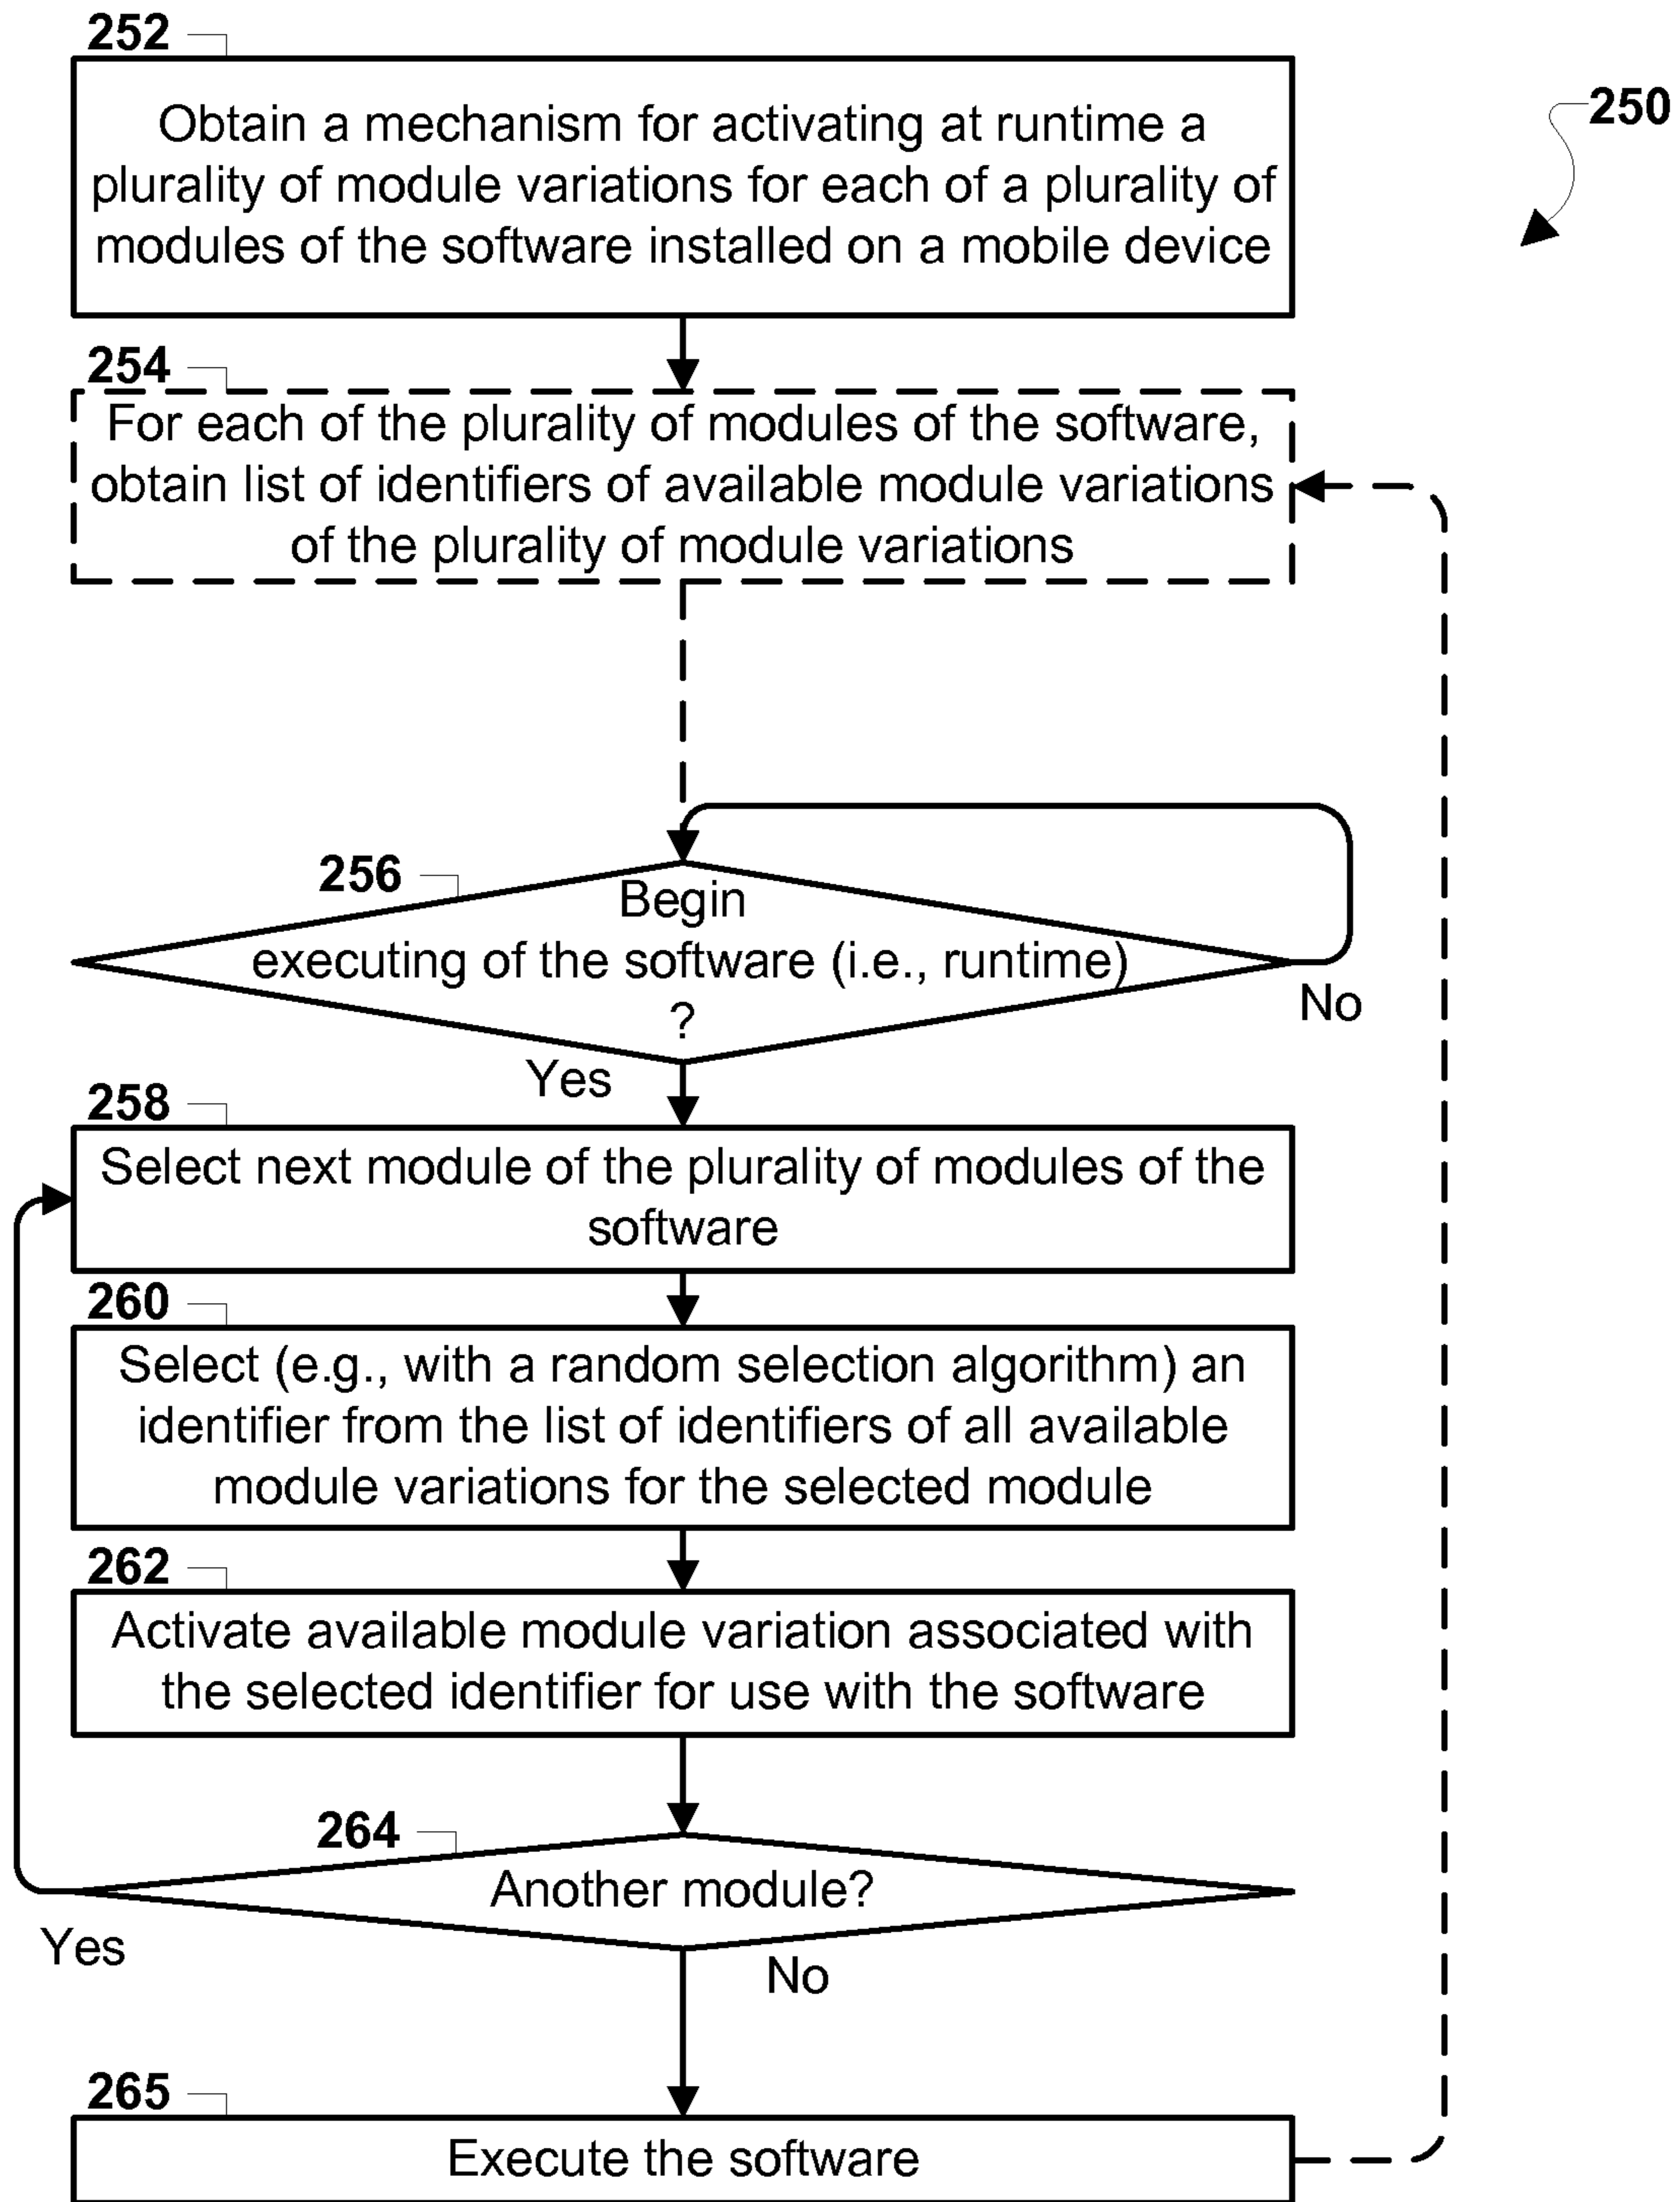 252
250
Obtain a mechanism for activating at runtime a
plurality of module variations for each of a plurality of
modules of the software installed on a mobile device
254
For each of the plurality of modules of the software,
obtain list of identifiers of available module variations
of the plurality of module variations
256
Begin
executing of the software (i.e., runtime)
?
No
Yes
258
Select next module of the plurality of modules of the
software
260
Select (e.g., with a random selection algorithm) an
identifier from the list of identifiers of all available
module variations for the selected module
262
Activate available module variation associated with
the selected identifier for use with the software
264
Another module?
Yes
No
265
Execute the software